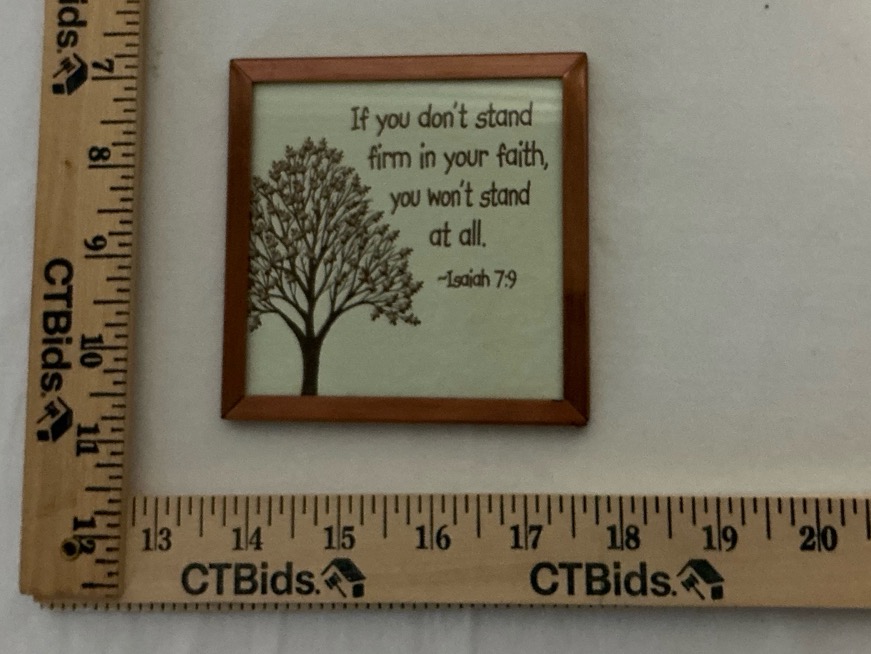 If you don't stand
firm in your faith,
you won't stand
at all.
~Isaiah 7:9
ds.
7
8
9
CTBids.
10
11
12
13 14 15 16 17 18 19 20
CTBids. CTBids.